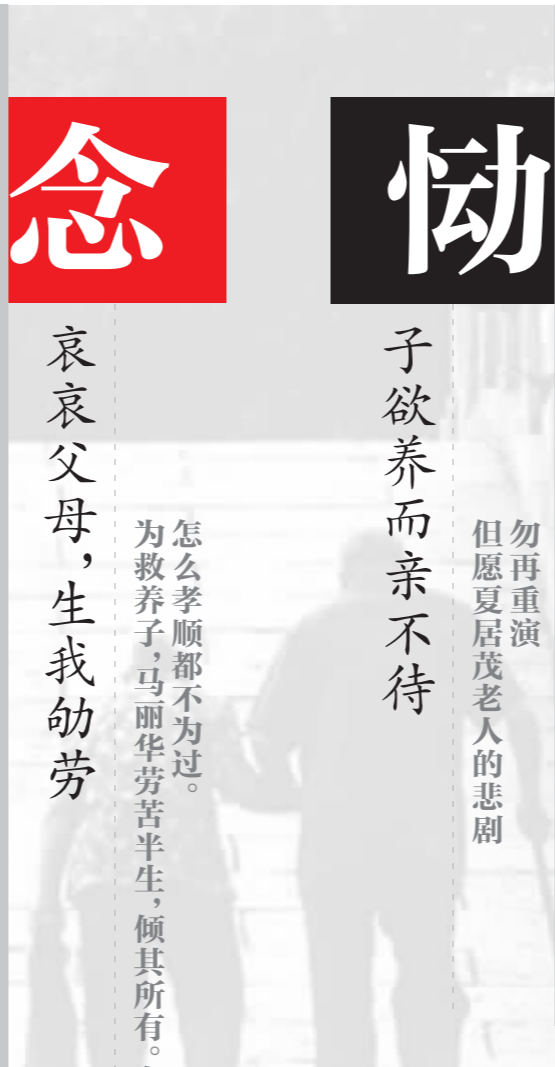 念
哀哀父母，生我劬劳
为救养子，马丽华劳苦半生，倾其所有。
怎么孝顺都不为过。
恸
子欲养而亲不待
但愿夏居茂老人的悲剧
勿再重演